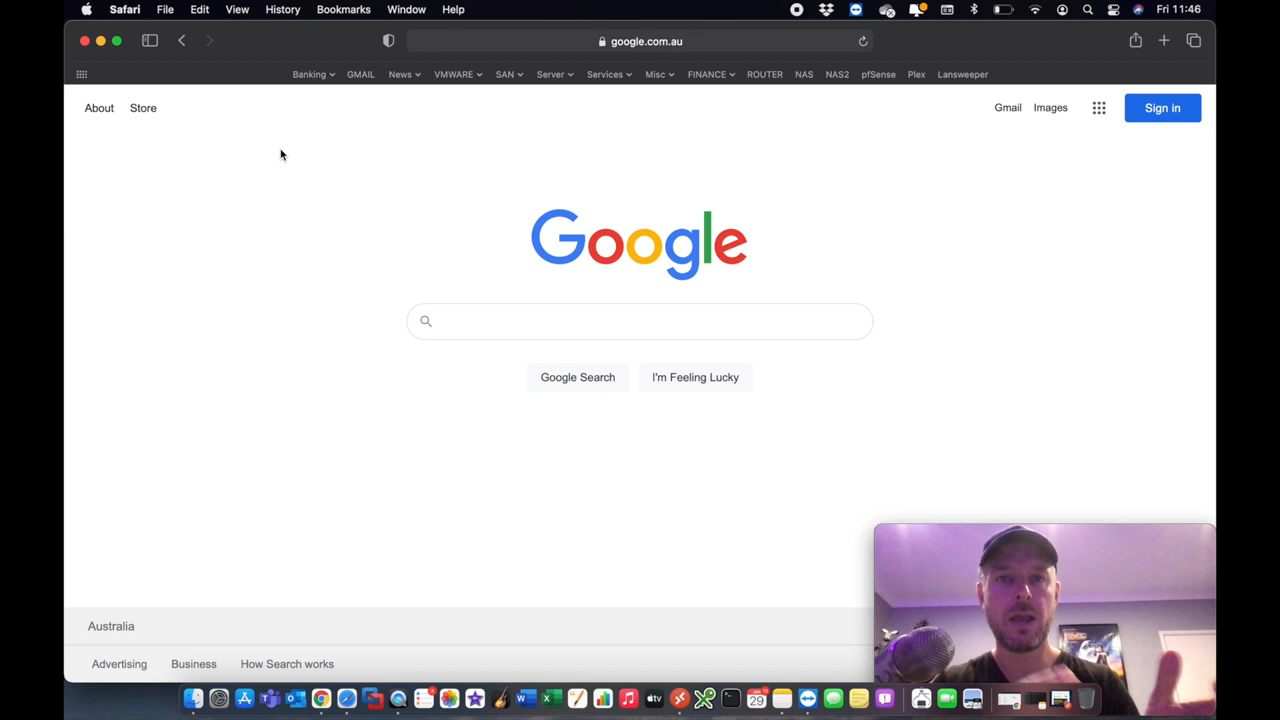 Safari File Edit View History Bookmarks Window Help Fri 11:46
google.com.au
Banking GMAIL News VMWARE SAN Server Services Misc FINANCE ROUTER NAS NAS2 pfSense Plex Lansweeper
About Store Gmail Images Sign in
Google
Google Search I'm Feeling Lucky
Australia
Advertising Business How Search works